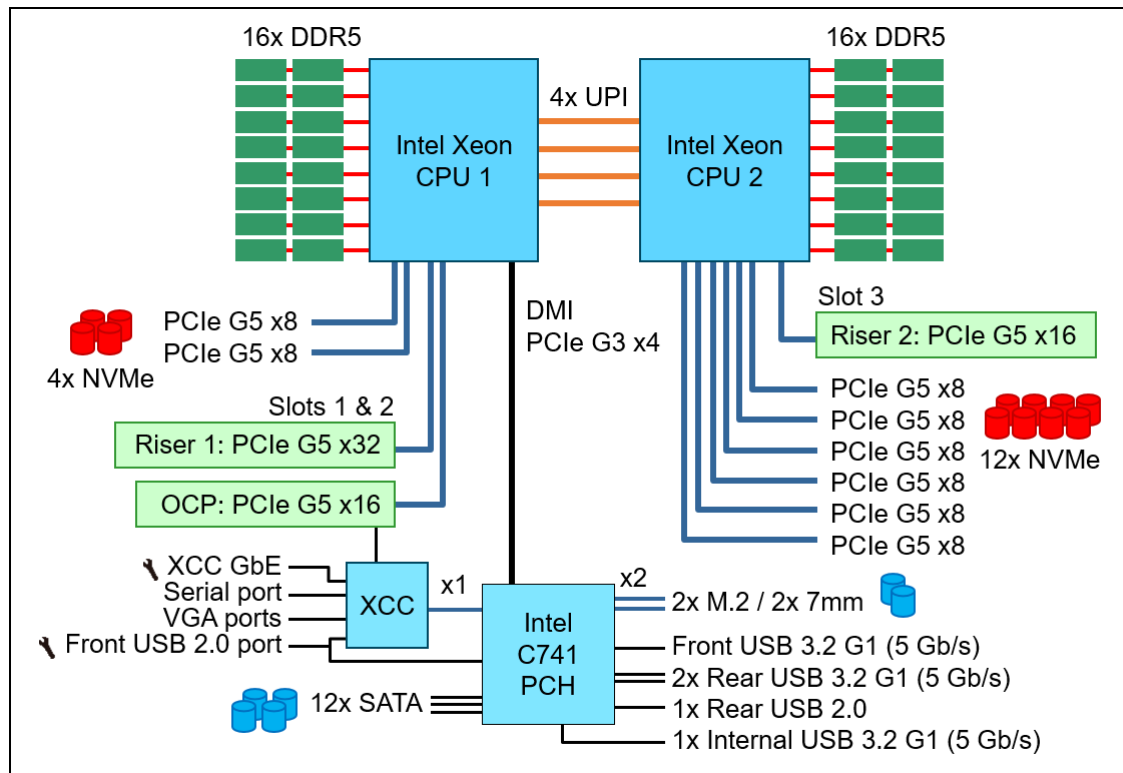 16x DDR5
16x DDR5
4x UPI
Intel Xeon
CPU 1
Intel Xeon
CPU 2
PCIe G5 x8
PCIe G5 x8
4x NVMe
DMI
PCIe G3 x4
Slot 3
Riser 2: PCIe G5 x16
Slots 1 & 2
Riser 1: PCIe G5 x32
OCP: PCIe G5 x16
PCIe G5 x8
PCIe G5 x8
PCIe G5 x8
PCIe G5 x8
PCIe G5 x8
PCIe G5 x8
12x NVMe
XCC GbE
Serial port
VGA ports
Front USB 2.0 port
XCC
x1
x2
Intel
C741
PCH
2x M.2 / 2x 7mm
Front USB 3.2 G1 (5 Gb/s)
2x Rear USB 3.2 G1 (5 Gb/s)
1x Rear USB 2.0
1x Internal USB 3.2 G1 (5 Gb/s)
12x SATA